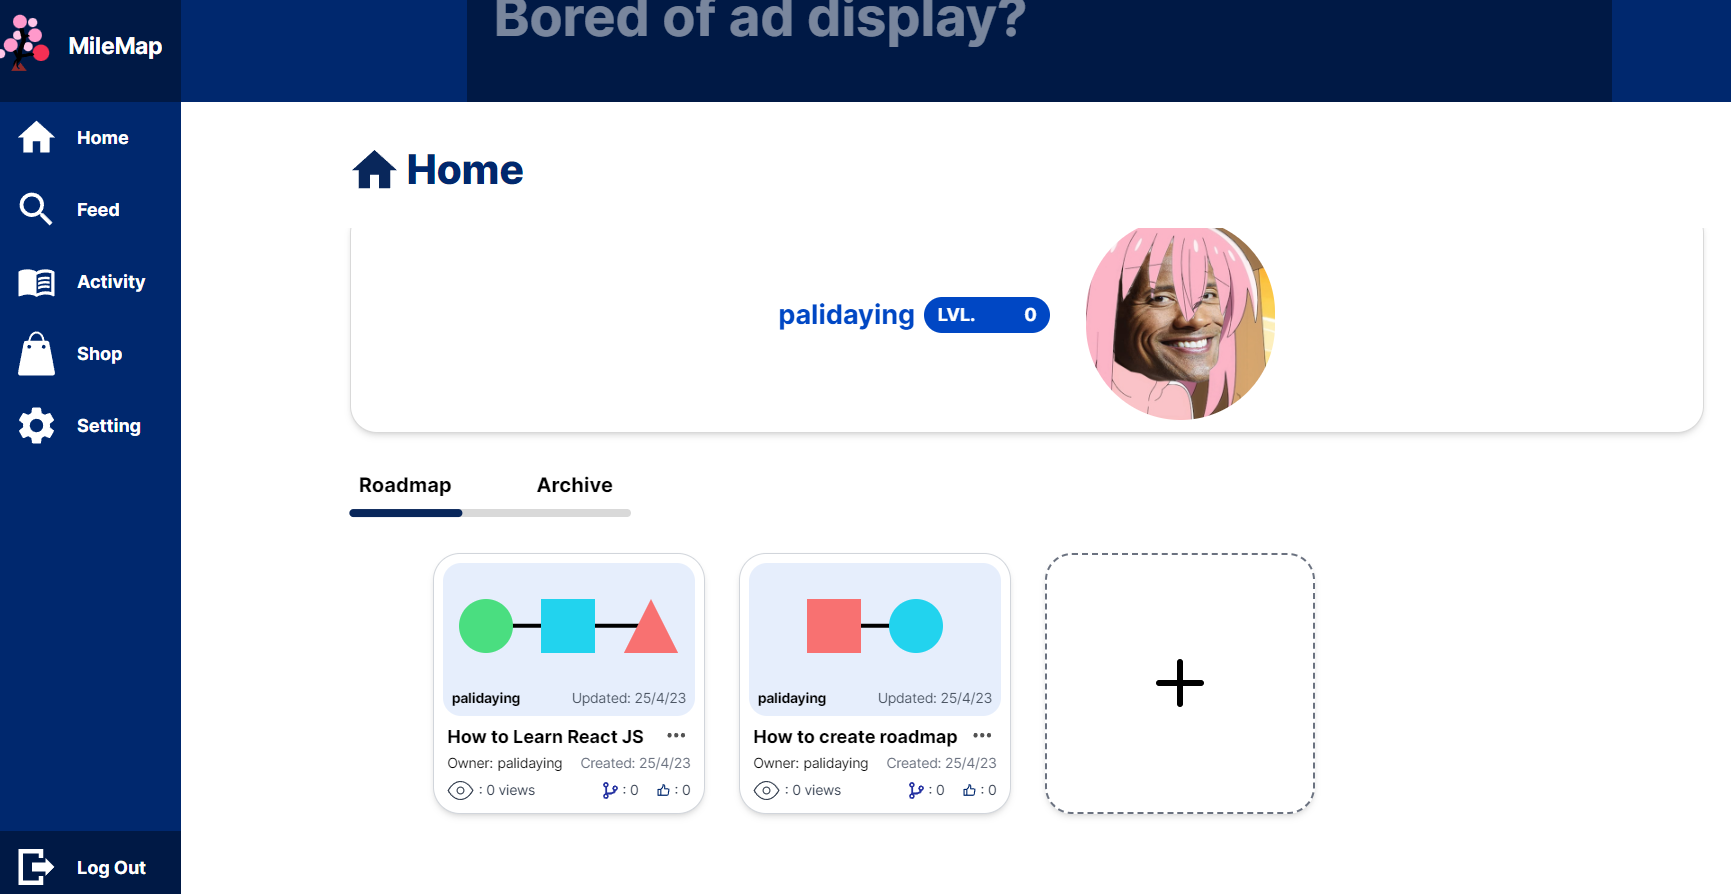 Bored of ad display?
MileMap
Home
Feed
Activity
Shop
Setting
Log Out
Home
palidaying LVL. 0
Roadmap Archive
palidaying Updated: 25/4/23
How to Learn React JS •••
Owner: palidaying Created: 25/4/23
: 0 views : 0 : 0
palidaying Updated: 25/4/23
How to create roadmap •••
Owner: palidaying Created: 25/4/23
: 0 views : 0 : 0